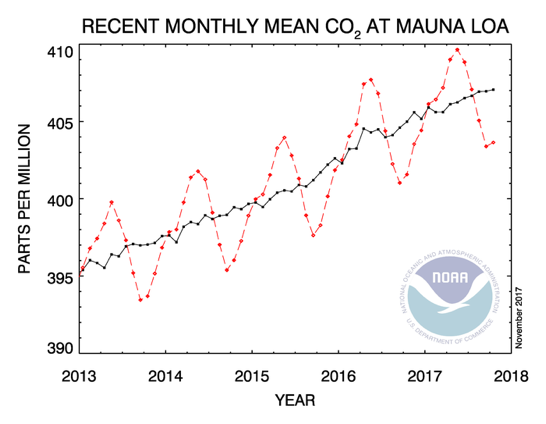 RECENT MONTHLY MEAN CO₂ AT MAUNA LOA
410
405
400
395
390
PARTS PER MILLION
2013 2014 2015 2016 2017 2018
YEAR
NATIONAL OCEANIC AND ATMOSPHERIC ADMINISTRATION
NOAA
U.S. DEPARTMENT OF COMMERCE
November 2017